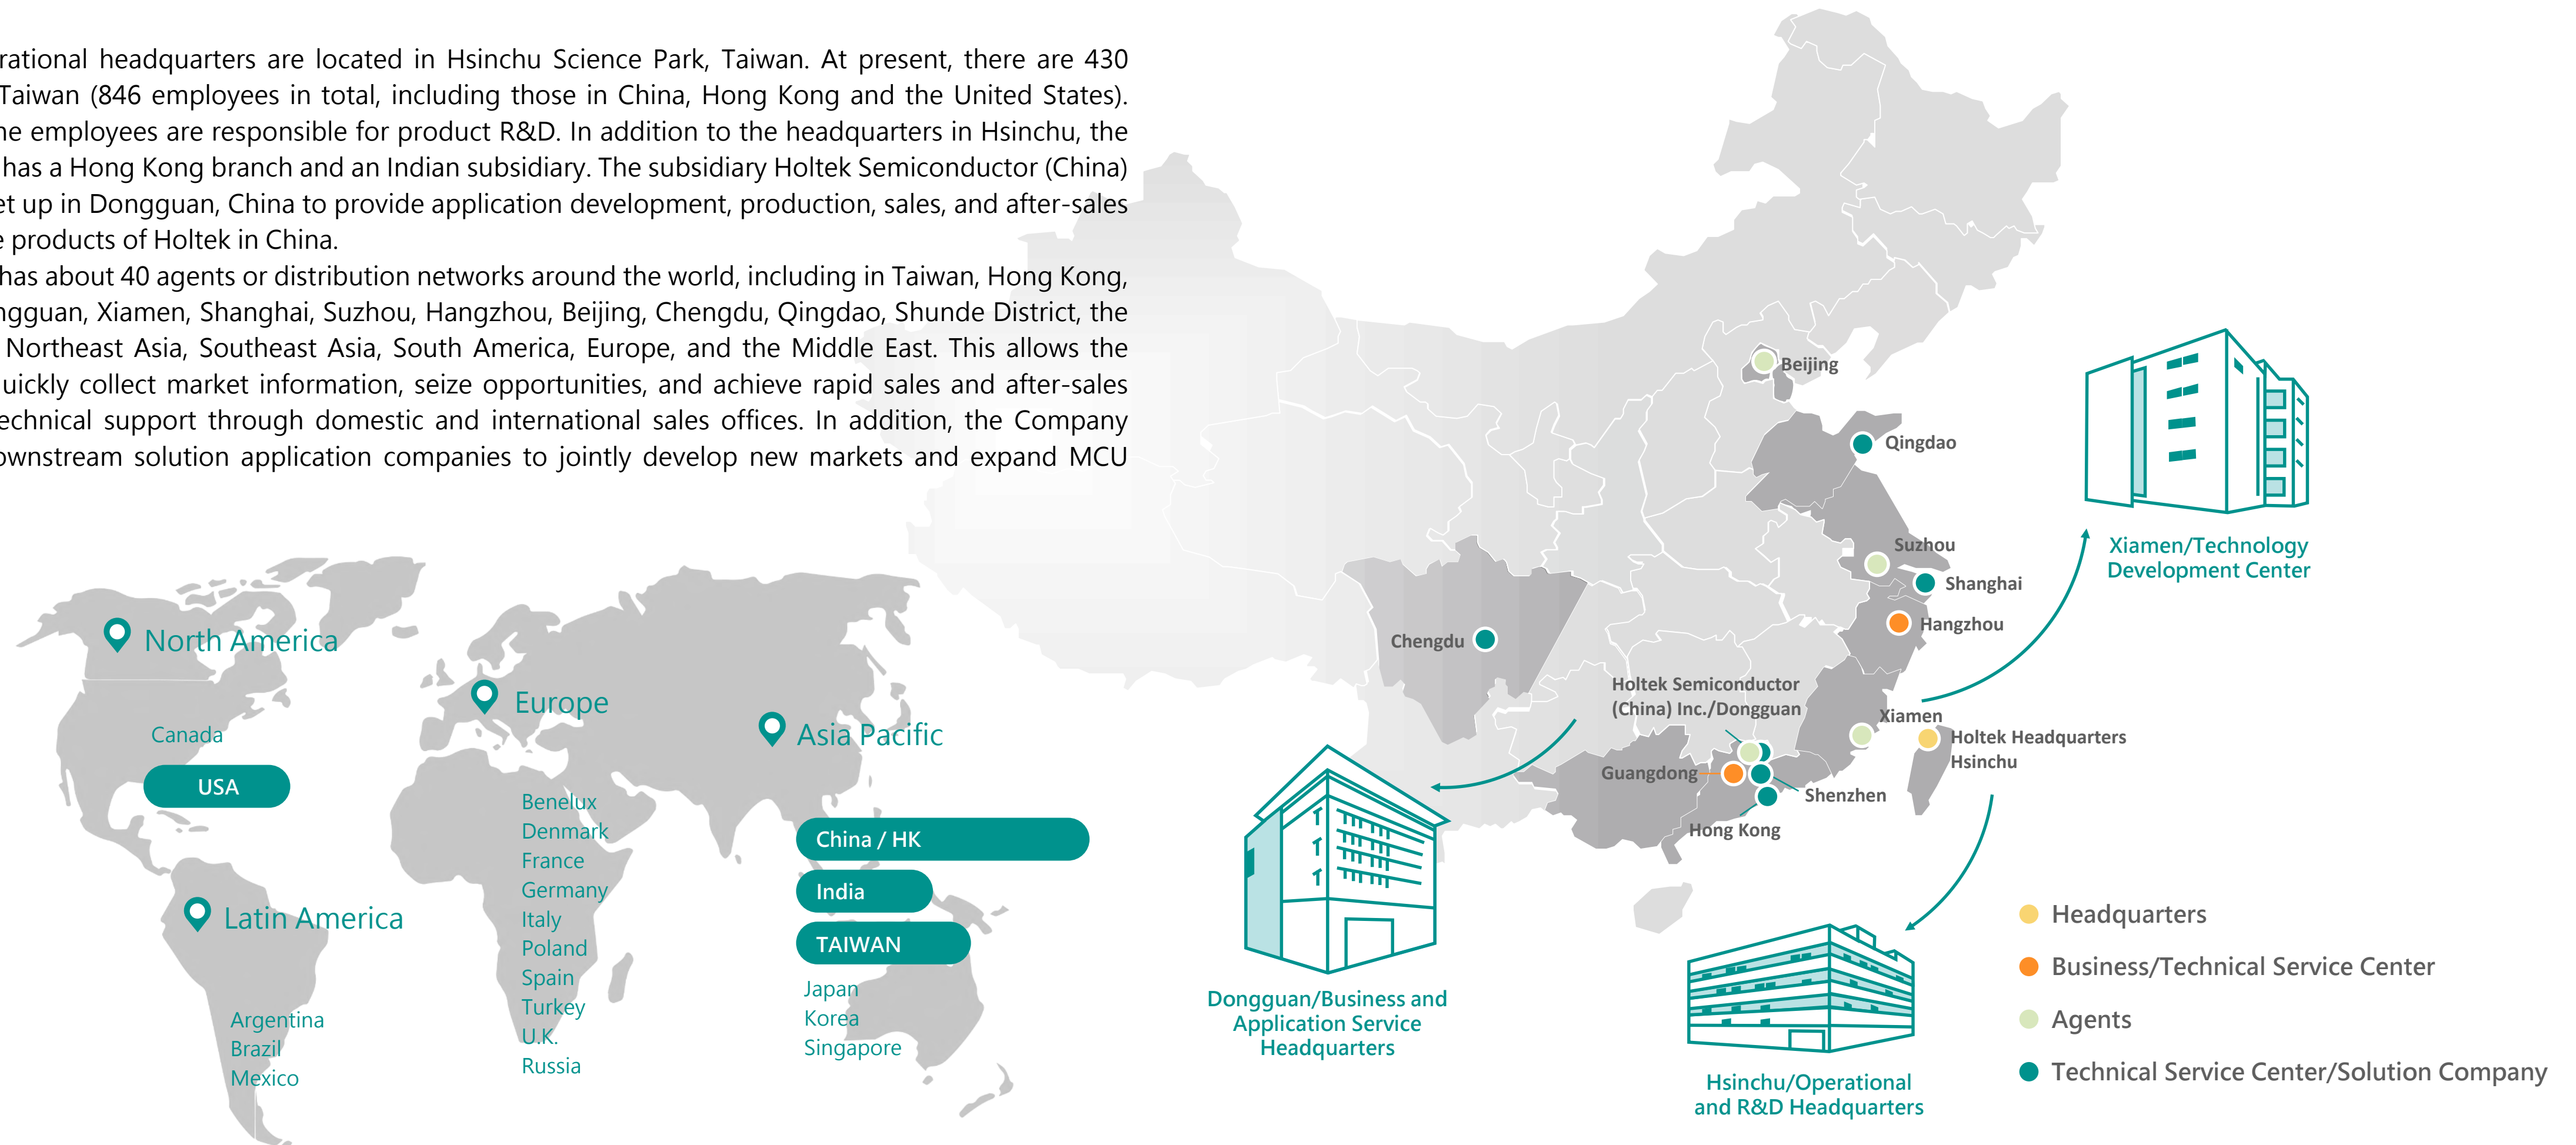 rational headquarters are located in Hsinchu Science Park, Taiwan. At present, there are 430
Taiwan (846 employees in total, including those in China, Hong Kong and the United States).
employees are responsible for product R&D. In addition to the headquarters in Hsinchu, the
has a Hong Kong branch and an Indian subsidiary. The subsidiary Holtek Semiconductor (China)
et up in Dongguan, China to provide application development, production, sales, and after-sales
e products of Holtek in China.
has about 40 agents or distribution networks around the world, including in Taiwan, Hong Kong,
ngguan, Xiamen, Shanghai, Suzhou, Hangzhou, Beijing, Chengdu, Qingdao, Shunde District, the
Northeast Asia, Southeast Asia, South America, Europe, and the Middle East. This allows the
uickly collect market information, seize opportunities, and achieve rapid sales and after-sales
echnical support through domestic and international sales offices. In addition, the Company
ownstream solution application companies to jointly develop new markets and expand MCU
North America
Canada
USA
Latin America
Argentina
Brazil
Mexico
Europe
Benelux
Denmark
France
Germany
Italy
Poland
Spain
Turkey
U.K.
Russia
Asia Pacific
China / HK
India
TAIWAN
Japan
Korea
Singapore
Beijing
Qingdao
Suzhou
Shanghai
Hangzhou
Chengdu
Holtek Semiconductor
(China) Inc./Dongguan
Xiamen
Holtek Headquarters
Hsinchu
Guangdong
Shenzhen
Hong Kong
Xiamen/Technology
Development Center
Dongguan/Business and
Application Service
Headquarters
Hsinchu/Operational
and R&D Headquarters
Headquarters
Business/Technical Service Center
Agents
Technical Service Center/Solution Company